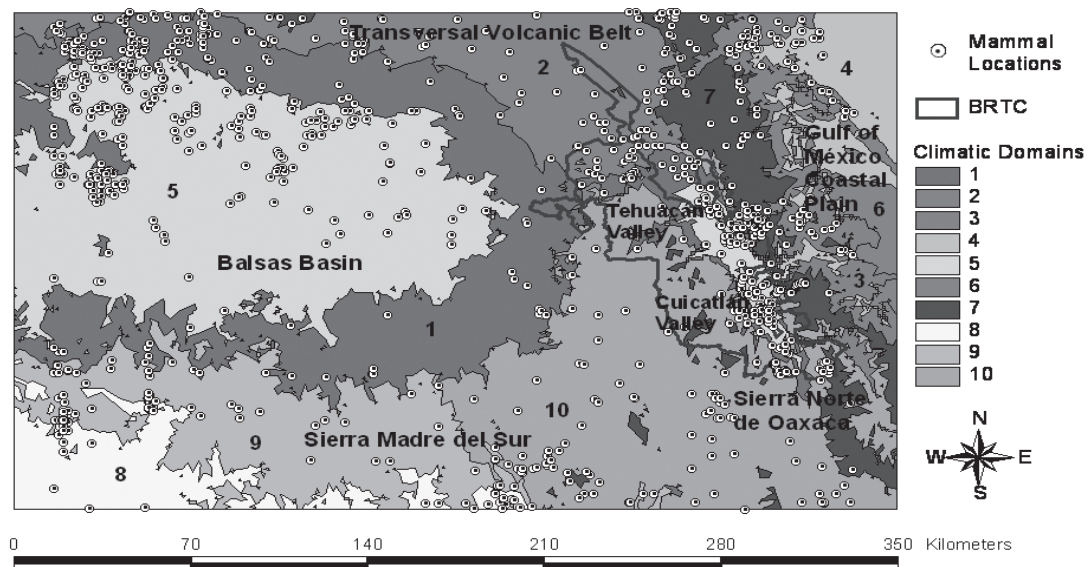 Transversal Volcanic Belt
2
4
7
Gulf of
México
Coastal
Plain
6
5
Tehuacán
Valley
Balsas Basin
3
Cuicatlán
Valley
1
10
Sierra Norte
de Oaxaca
9
Sierra Madre del Sur
8
Mammal
Locations
BRTC
Climatic Domains
1
2
3
4
5
6
7
8
9
10
N
W
E
S
0 70 140 210 280 350 Kilometers